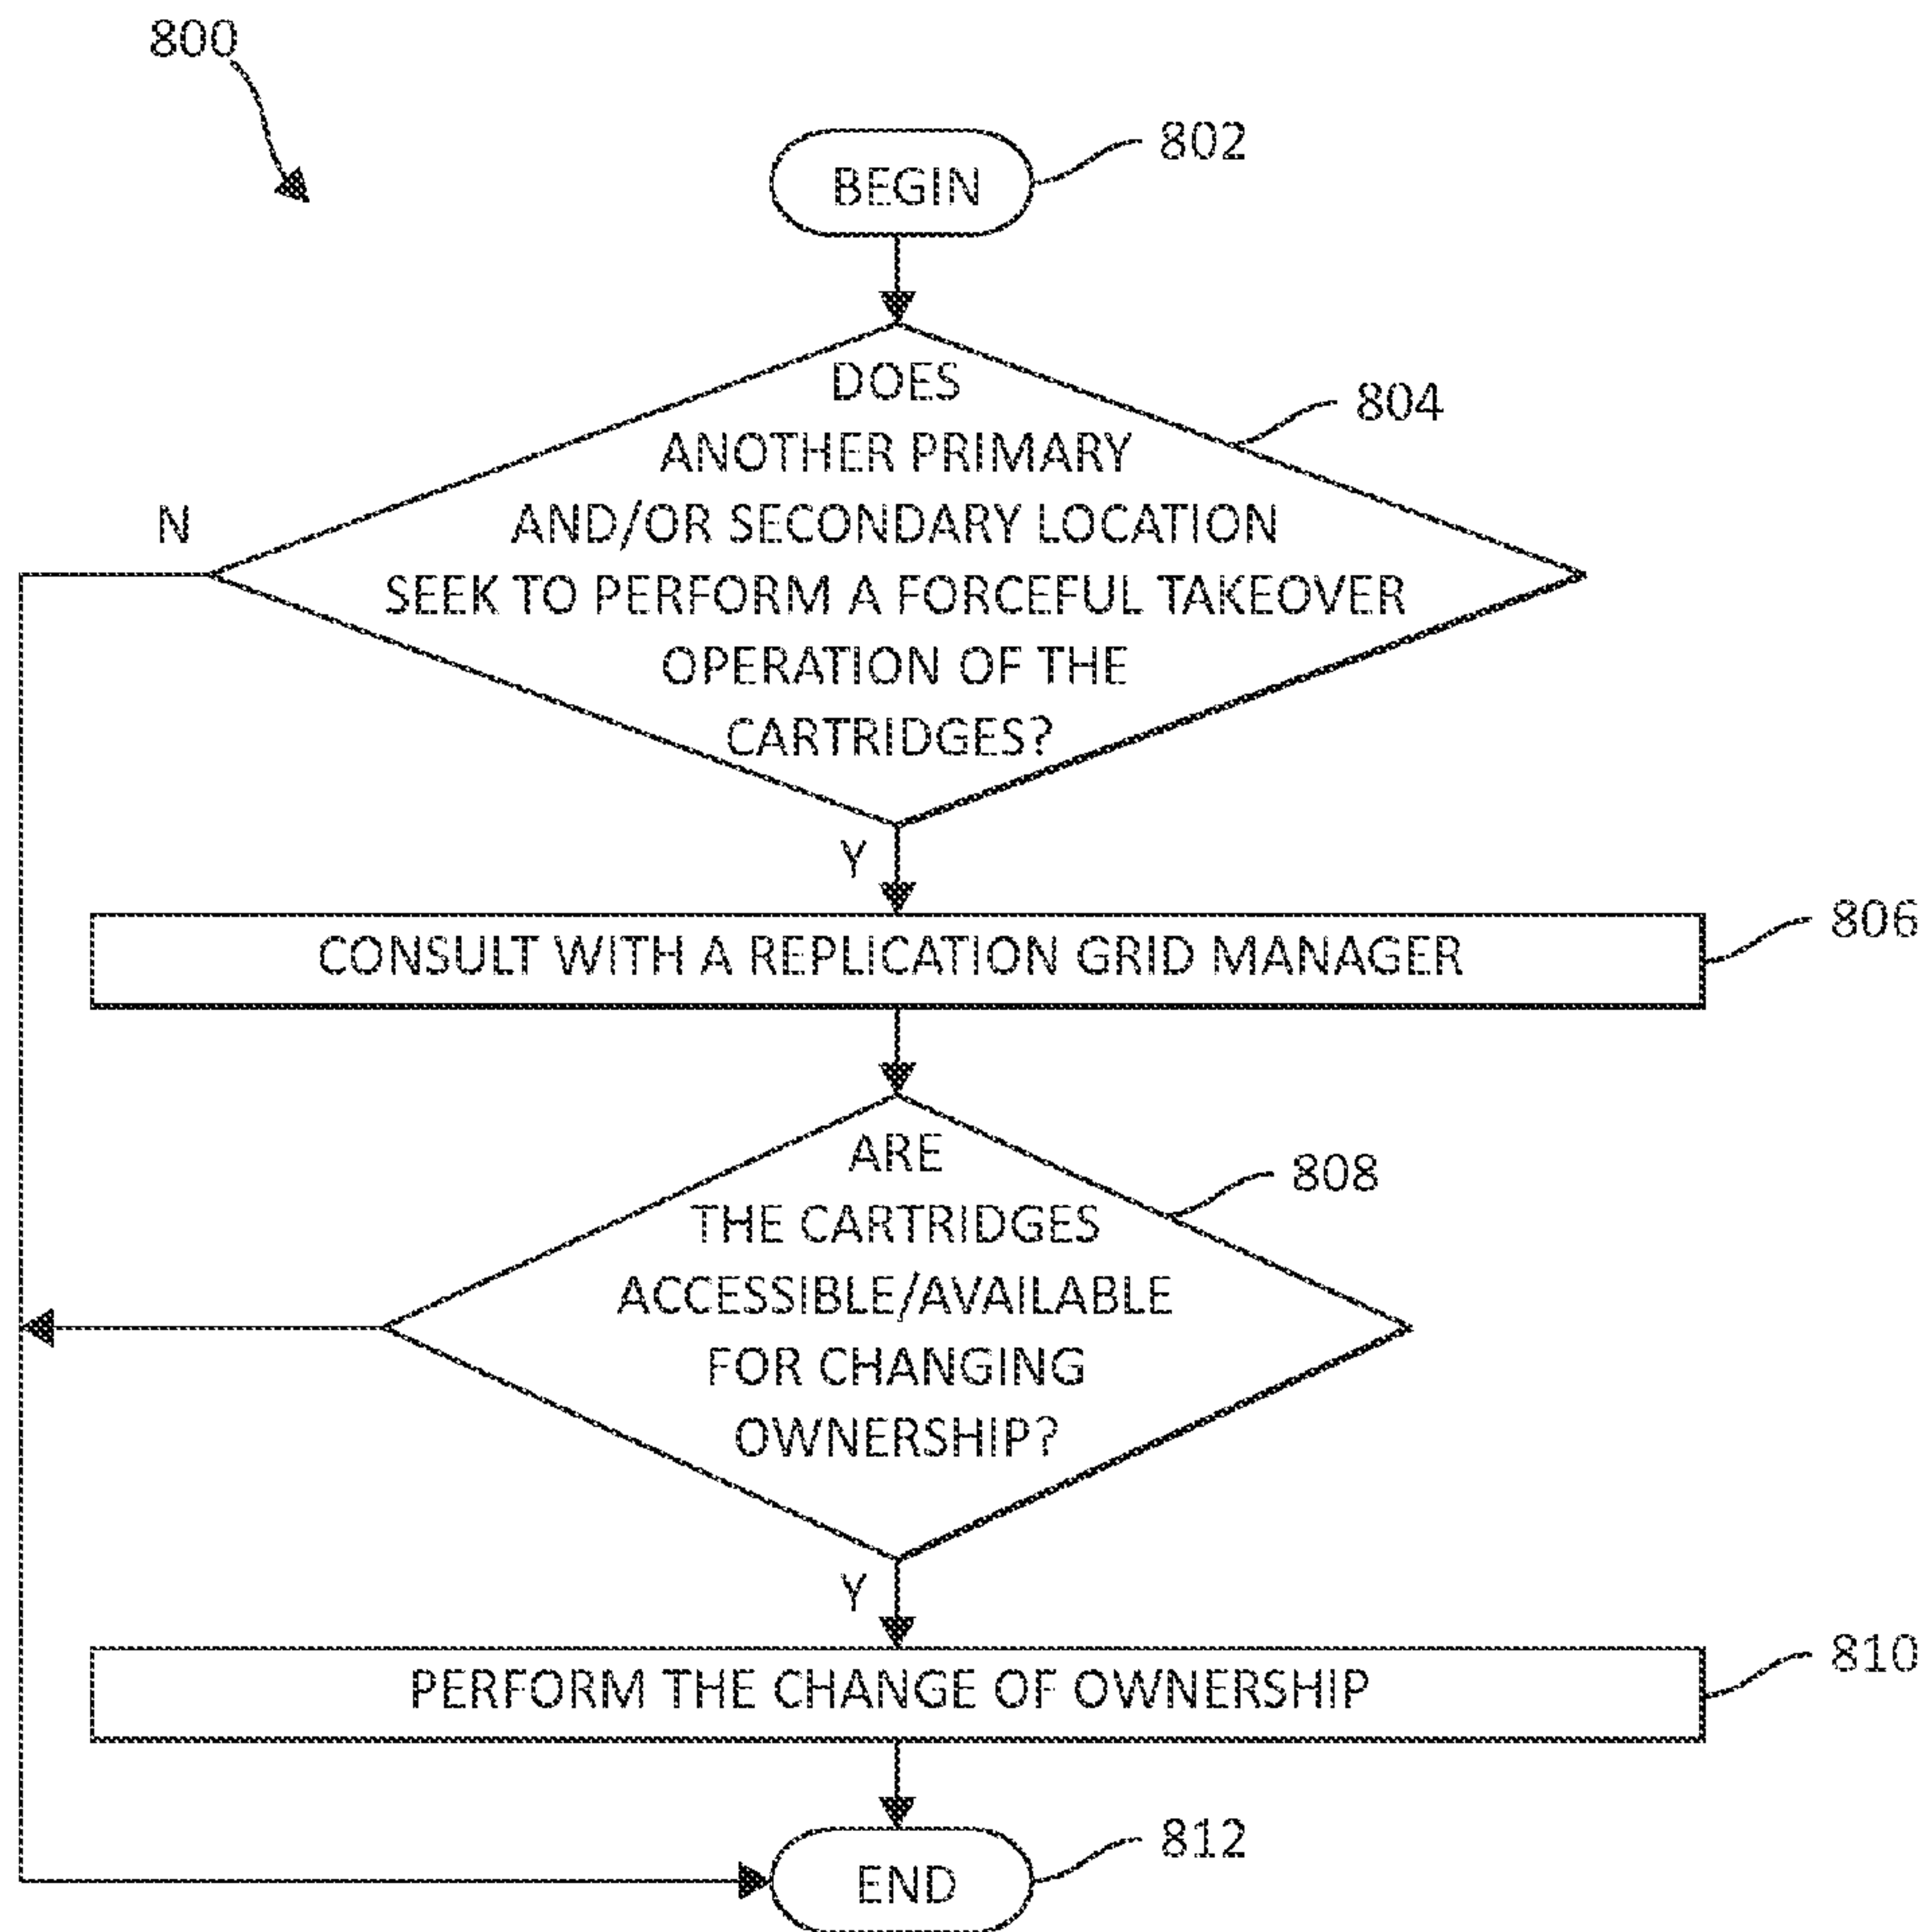 800
BEGIN
802
DOES
ANOTHER PRIMARY
AND/OR SECONDARY LOCATION
SEEK TO PERFORM A FORCEFUL TAKEOVER
OPERATION OF THE
CARTRIDGES?
804
N
Y
CONSULT WITH A REPLICATION GRID MANAGER
806
ARE
THE CARTRIDGES
ACCESSIBLE/AVAILABLE
FOR CHANGING
OWNERSHIP?
808
Y
PERFORM THE CHANGE OF OWNERSHIP
810
END
812